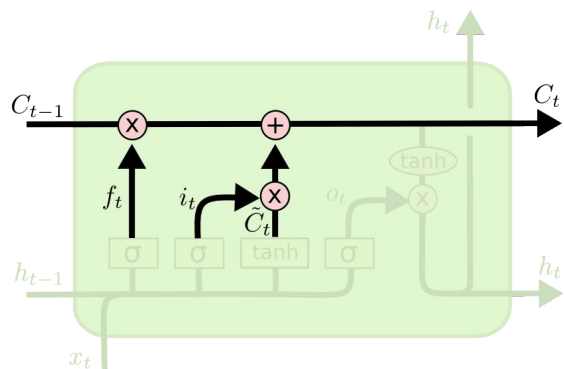 h_t
C_{t-1} × + C_t
tanh
f_t i_t × o_t ×
C̃_t
σ σ tanh σ
h_{t-1} h_t
x_t